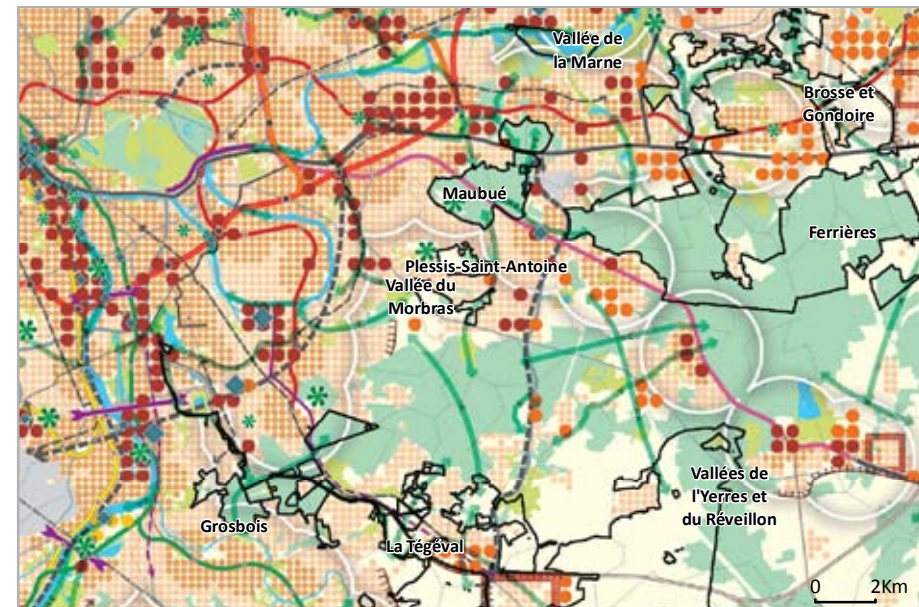 Vallée de
la Marne
Brosse et
Gondoire
Maubué
Ferrières
Plessis-Saint-Antoine
Vallée du
Morbras
Vallées de
l'Yerres et
du Réveillon
Grosbois
La Tégéval
0 2Km